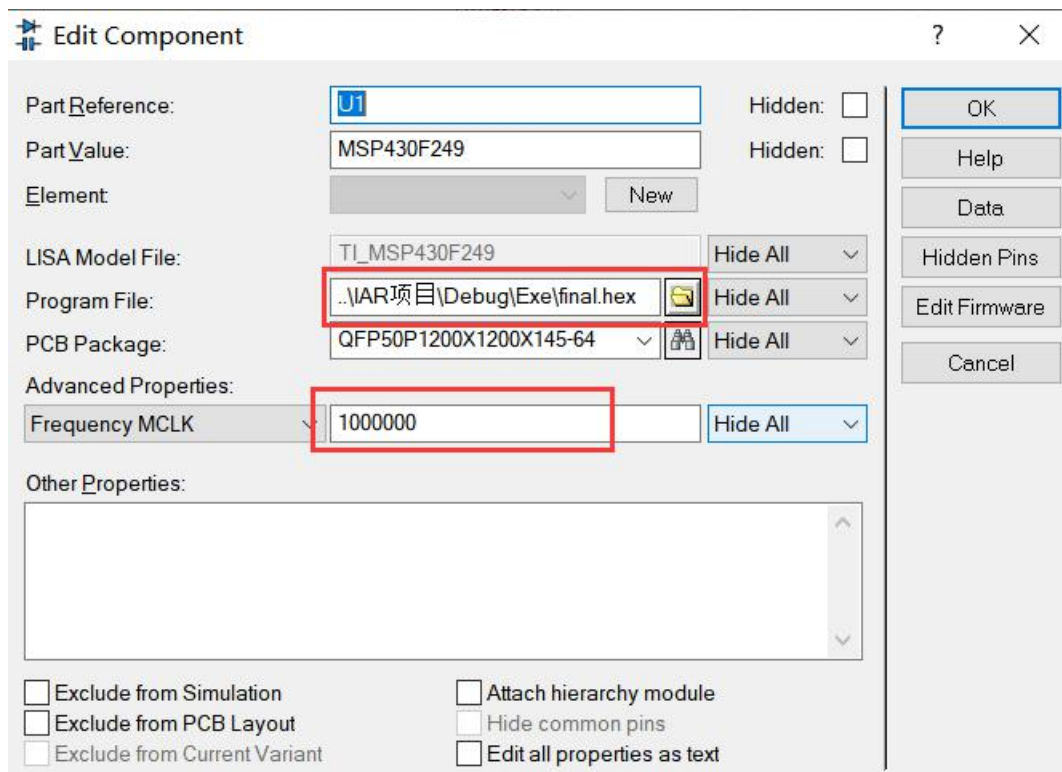 Edit Component ?
Part Reference: U1 Hidden: OK
Part Value: MSP430F249 Hidden: Help
Element: New Data
LISA Model File: TI_MSP430F249 Hide All Hidden Pins
Program File: ..\IAR项目\Debug\Exe\final.hex Hide All Edit Firmware
PCB Package: QFP50P1200X1200X145-64 Hide All Cancel
Advanced Properties:
Frequency MCLK 1000000 Hide All
Other Properties:
Exclude from Simulation Attach hierarchy module
Exclude from PCB Layout Hide common pins
Exclude from Current Variant Edit all properties as text